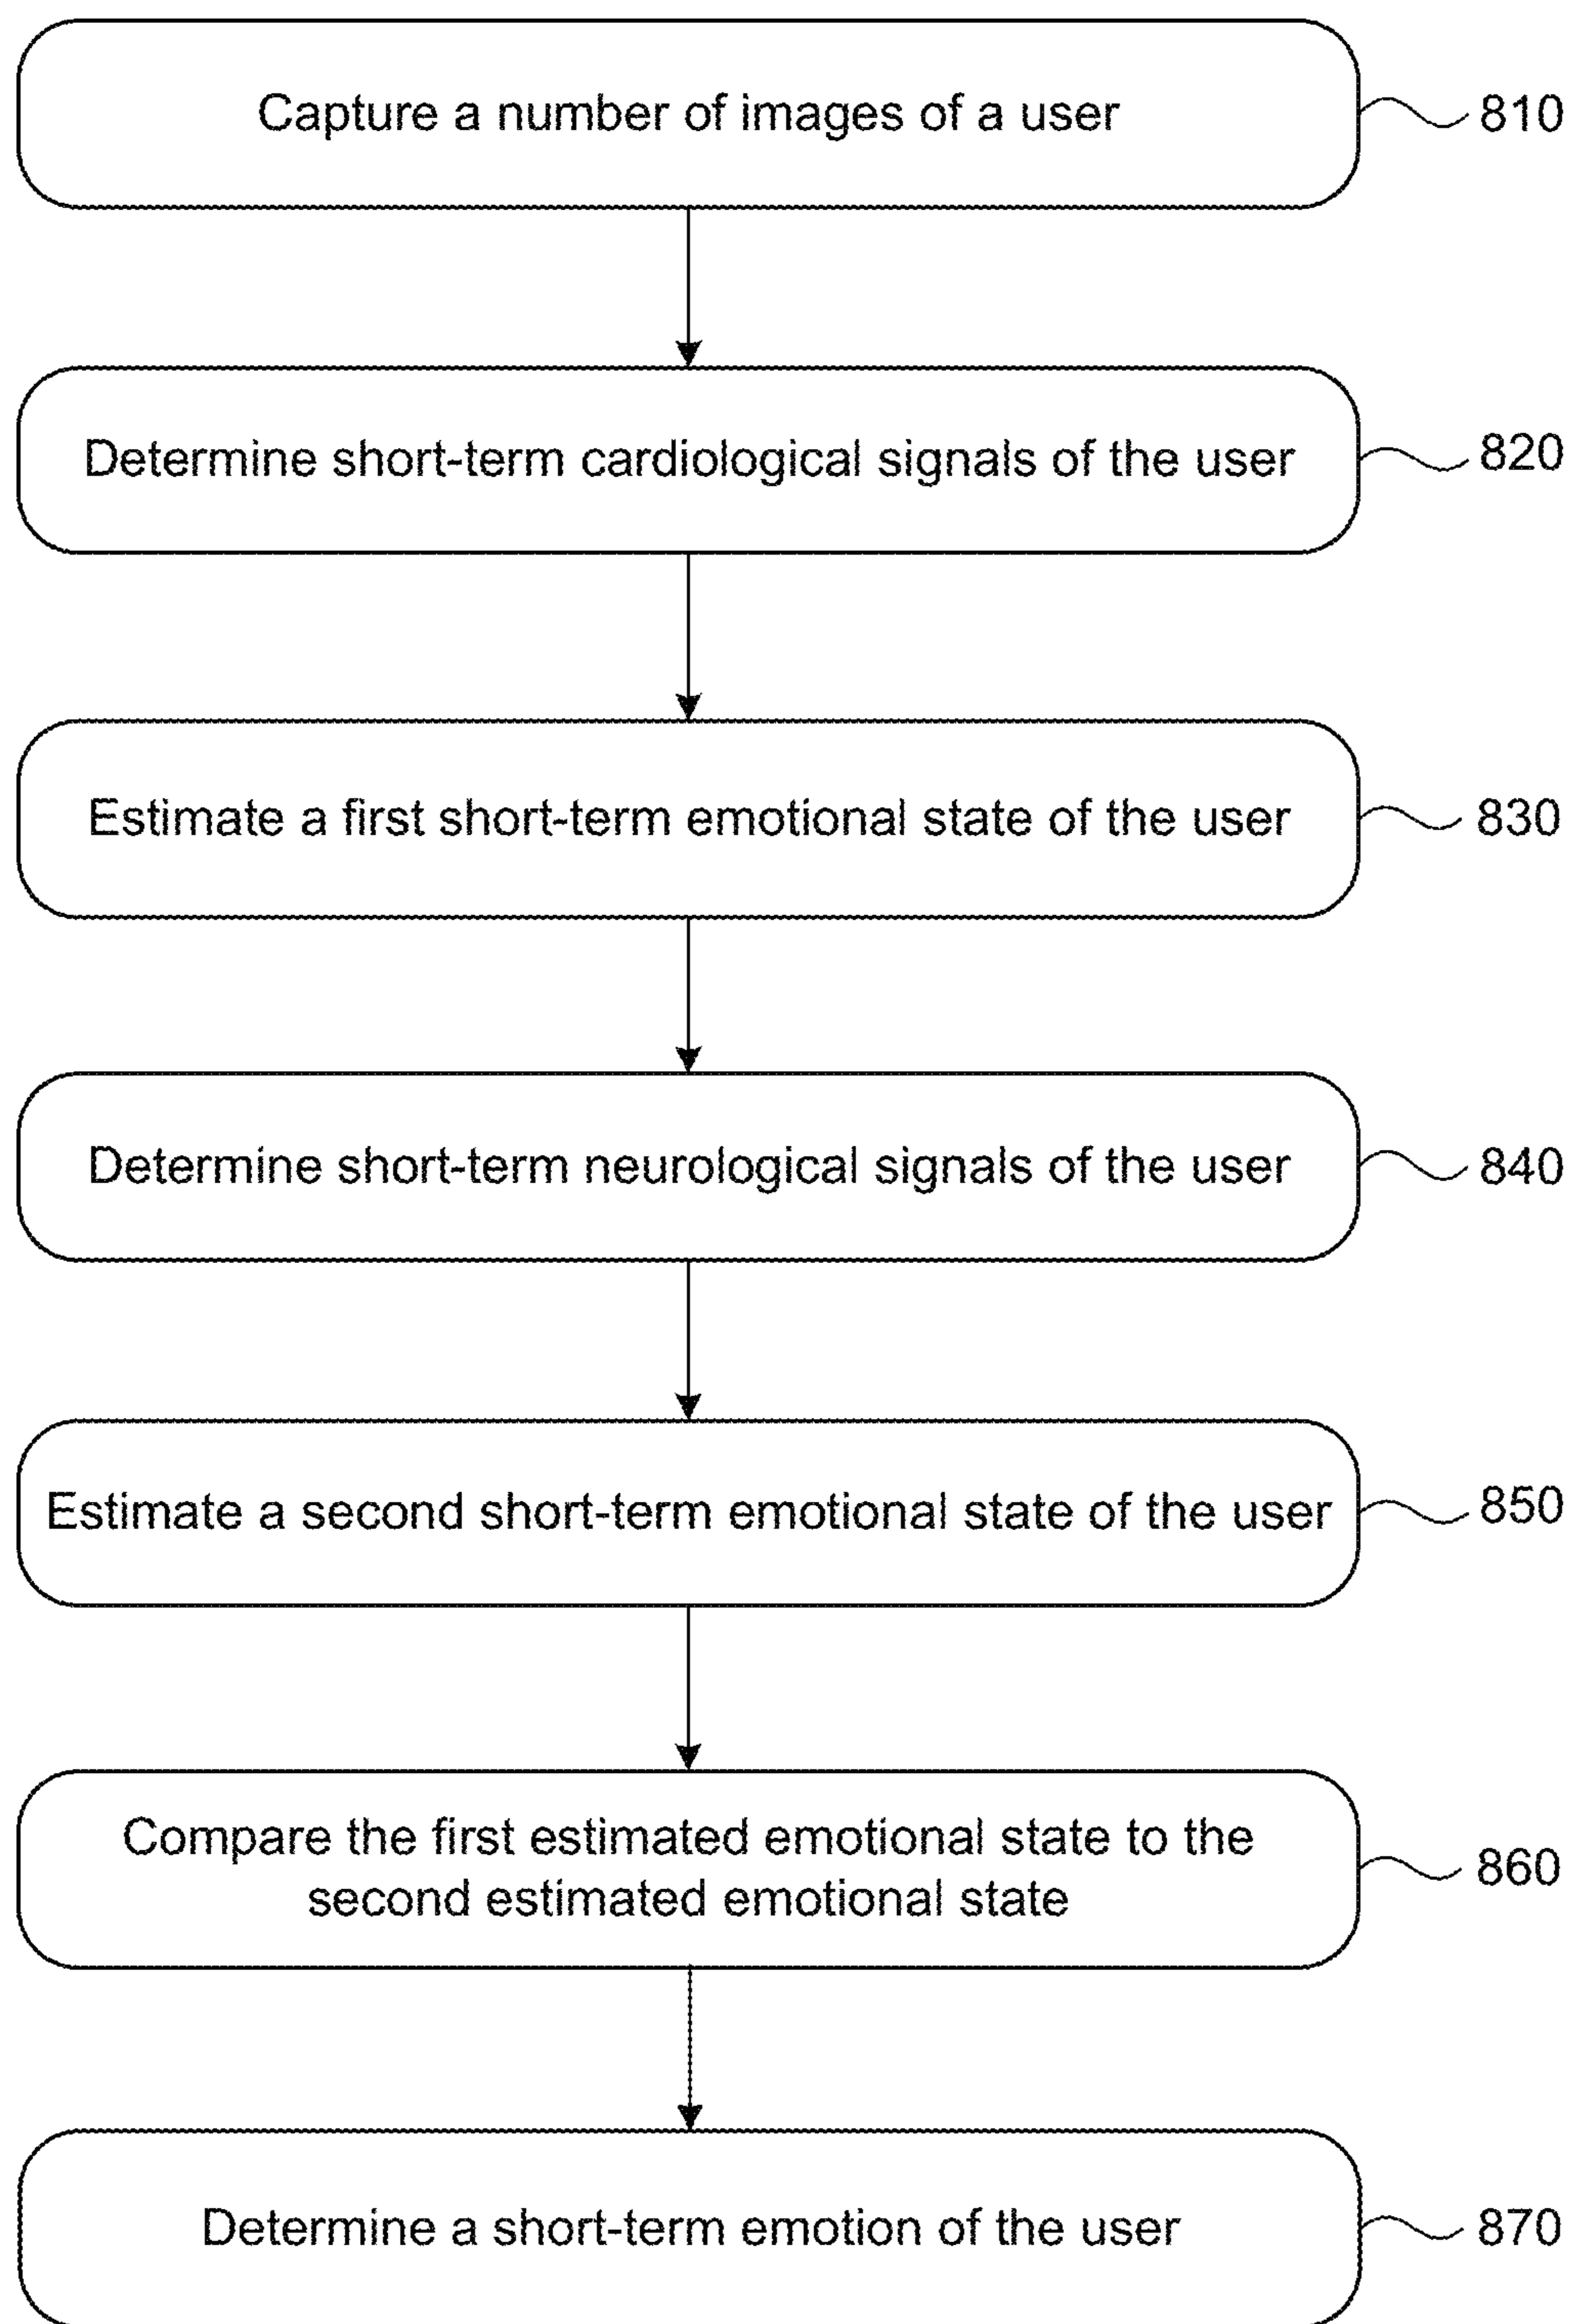 Capture a number of images of a user
810
Determine short-term cardiological signals of the user
820
Estimate a first short-term emotional state of the user
830
Determine short-term neurological signals of the user
840
Estimate a second short-term emotional state of the user
850
Compare the first estimated emotional state to the
second estimated emotional state
860
Determine a short-term emotion of the user
870